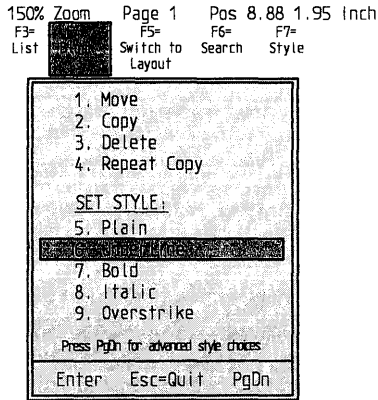 150% Zoom Page 1 Pos 8.88 1.95 inch
F3= F5= F6= F7=
List Switch to Search Style
Layout
1. Move
2. Copy
3. Delete
4. Repeat Copy
SET STYLE:
5. Plain
7. Bold
8. Italic
9. Overstrike
Press PgDn for advanced style choices
Enter Esc=Quit PgDn